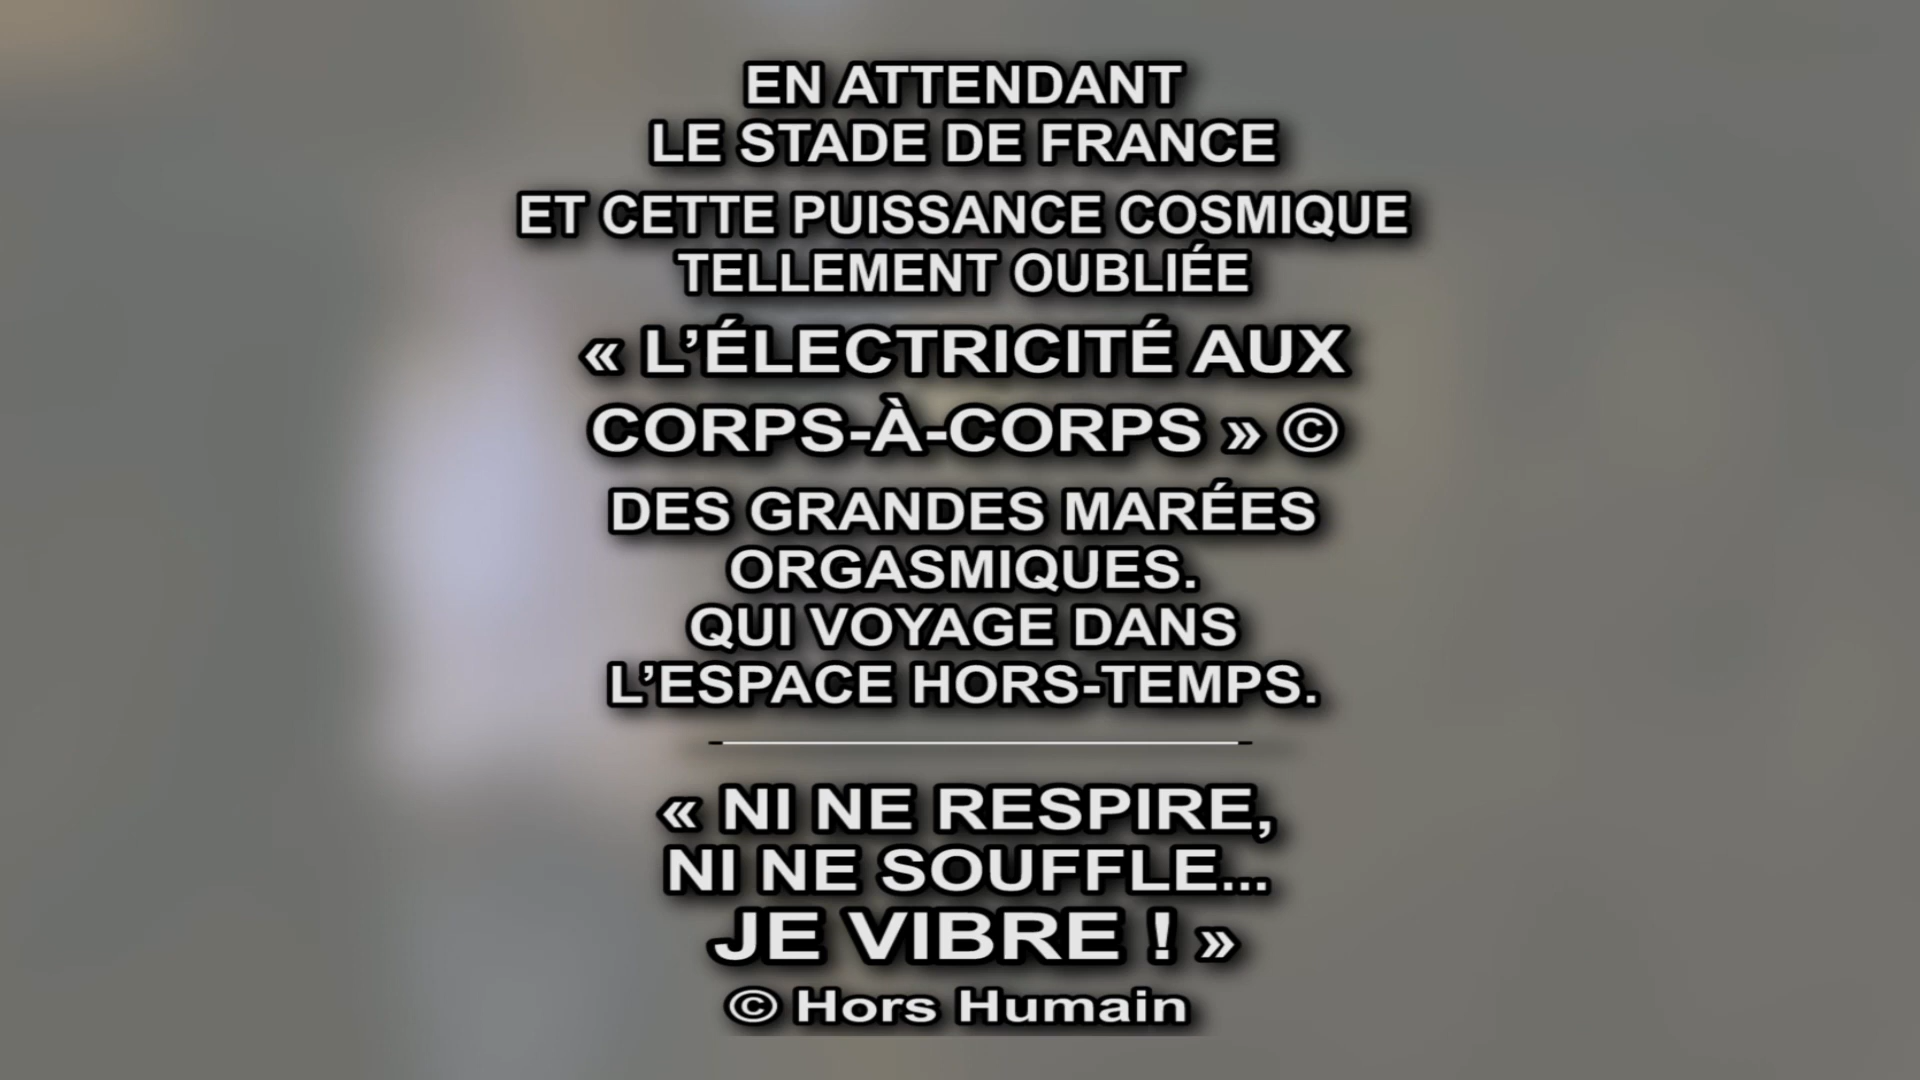 EN ATTENDANT
LE STADE DE FRANCE
ET CETTE PUISSANCE COSMIQUE
TELLEMENT OUBLIÉE
« L’ÉLECTRICITÉ AUX
CORPS-À-CORPS » ©
DES GRANDES MARÉES
ORGASMIQUES.
QUI VOYAGE DANS
L’ESPACE HORS-TEMPS.
« NI NE RESPIRE,
NI NE SOUFFLE...
JE VIBRE ! »
© Hors Humain